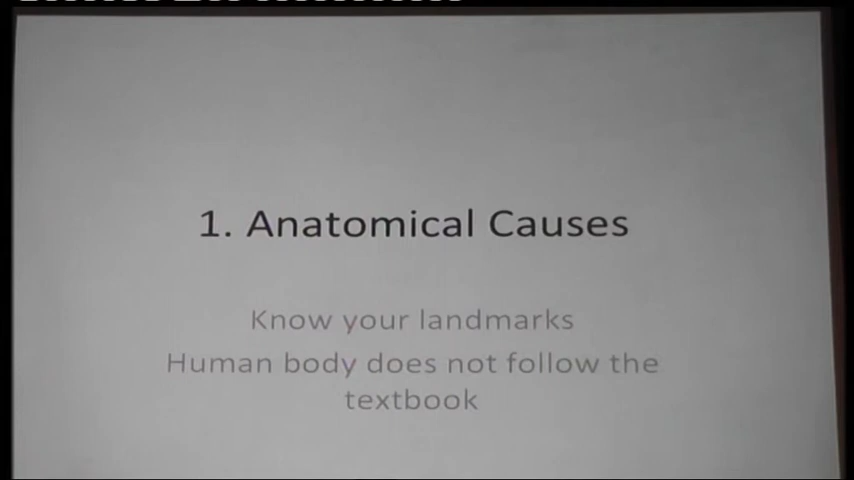 1. Anatomical Causes
Know your landmarks
Human body does not follow the
textbook